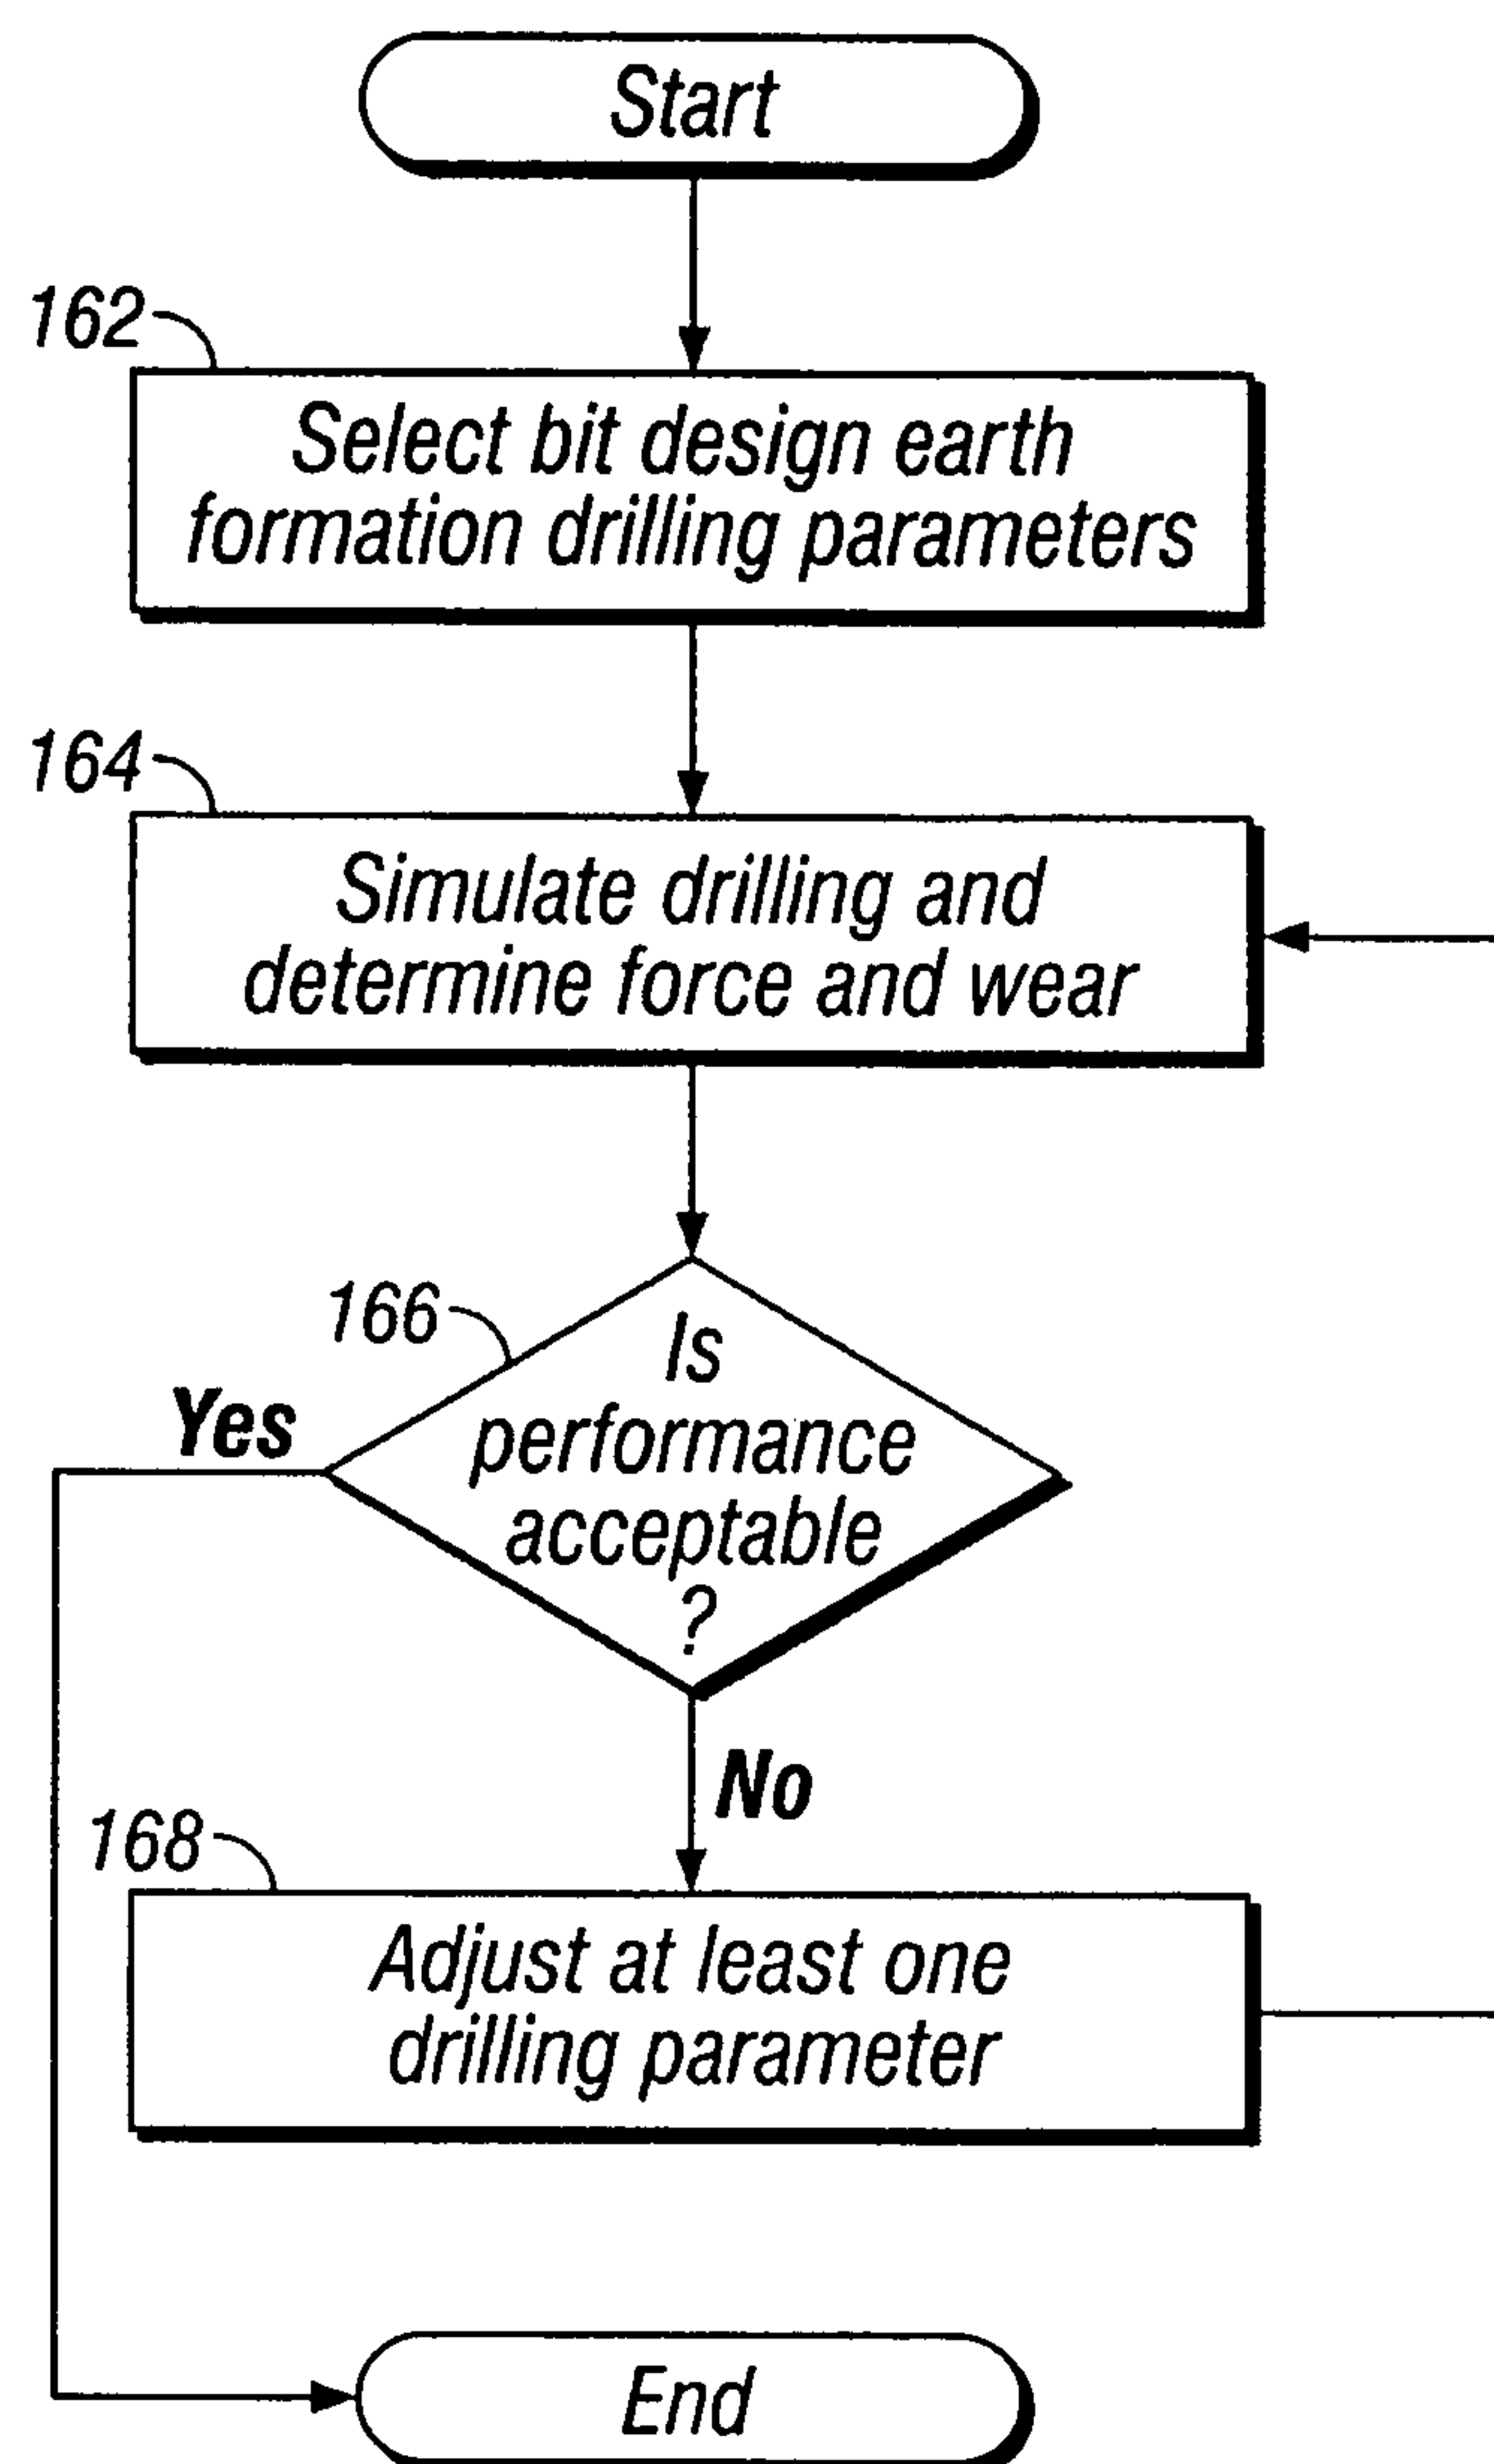 Start
162
Select bit design earth
formation drilling parameters
164
Simulate drilling and
determine force and wear
166
Is
performance
acceptable
?
Yes
No
168
Adjust at least one
drilling parameter
End